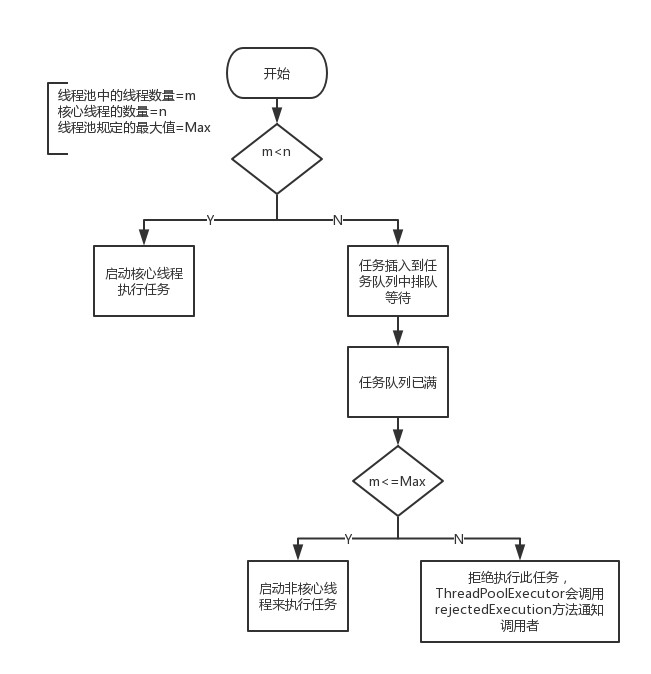 开始
线程池中的线程数量=m
核心线程的数量=n
线程池规定的最大值=Max
m<n
Y
N
启动核心线程
执行任务
任务插入到任
务队列中排队
等待
任务队列已满
m<=Max
Y
N
启动非核心线
程来执行任务
拒绝执行此任务，
ThreadPoolExecutor会调用
rejectedExecution方法通知
调用者